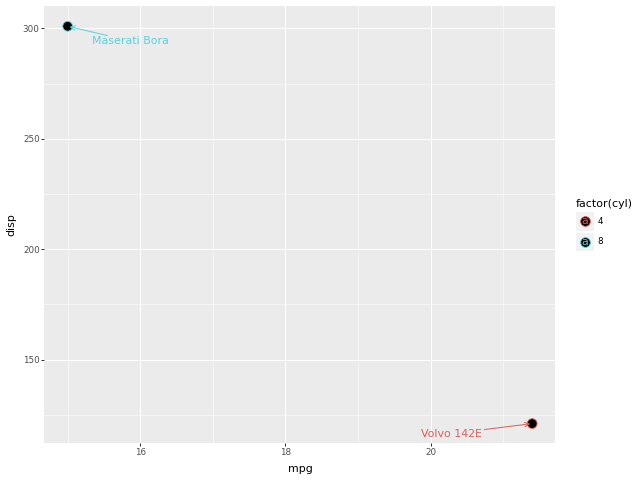 300
Maserati Bora
250
disp
200
150
Volvo 142E
16
18
20
mpg
factor(cyl)
a 4
a 8